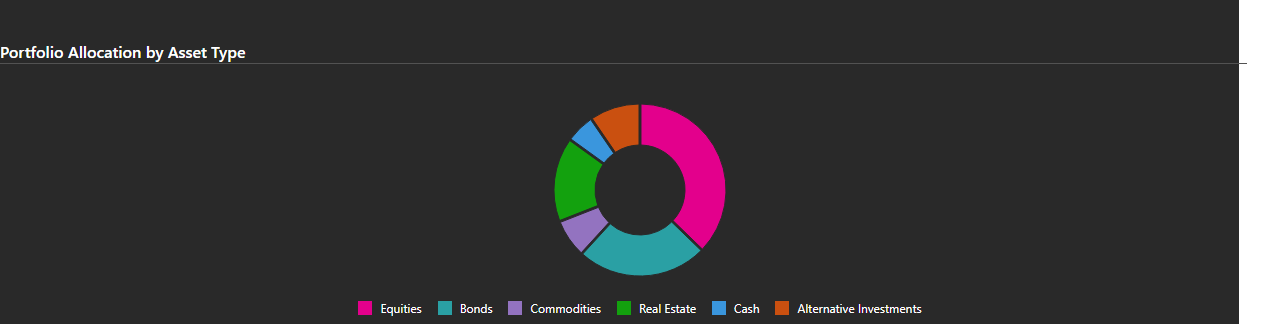 Portfolio Allocation by Asset Type
Equities Bonds Commodities Real Estate Cash Alternative Investments